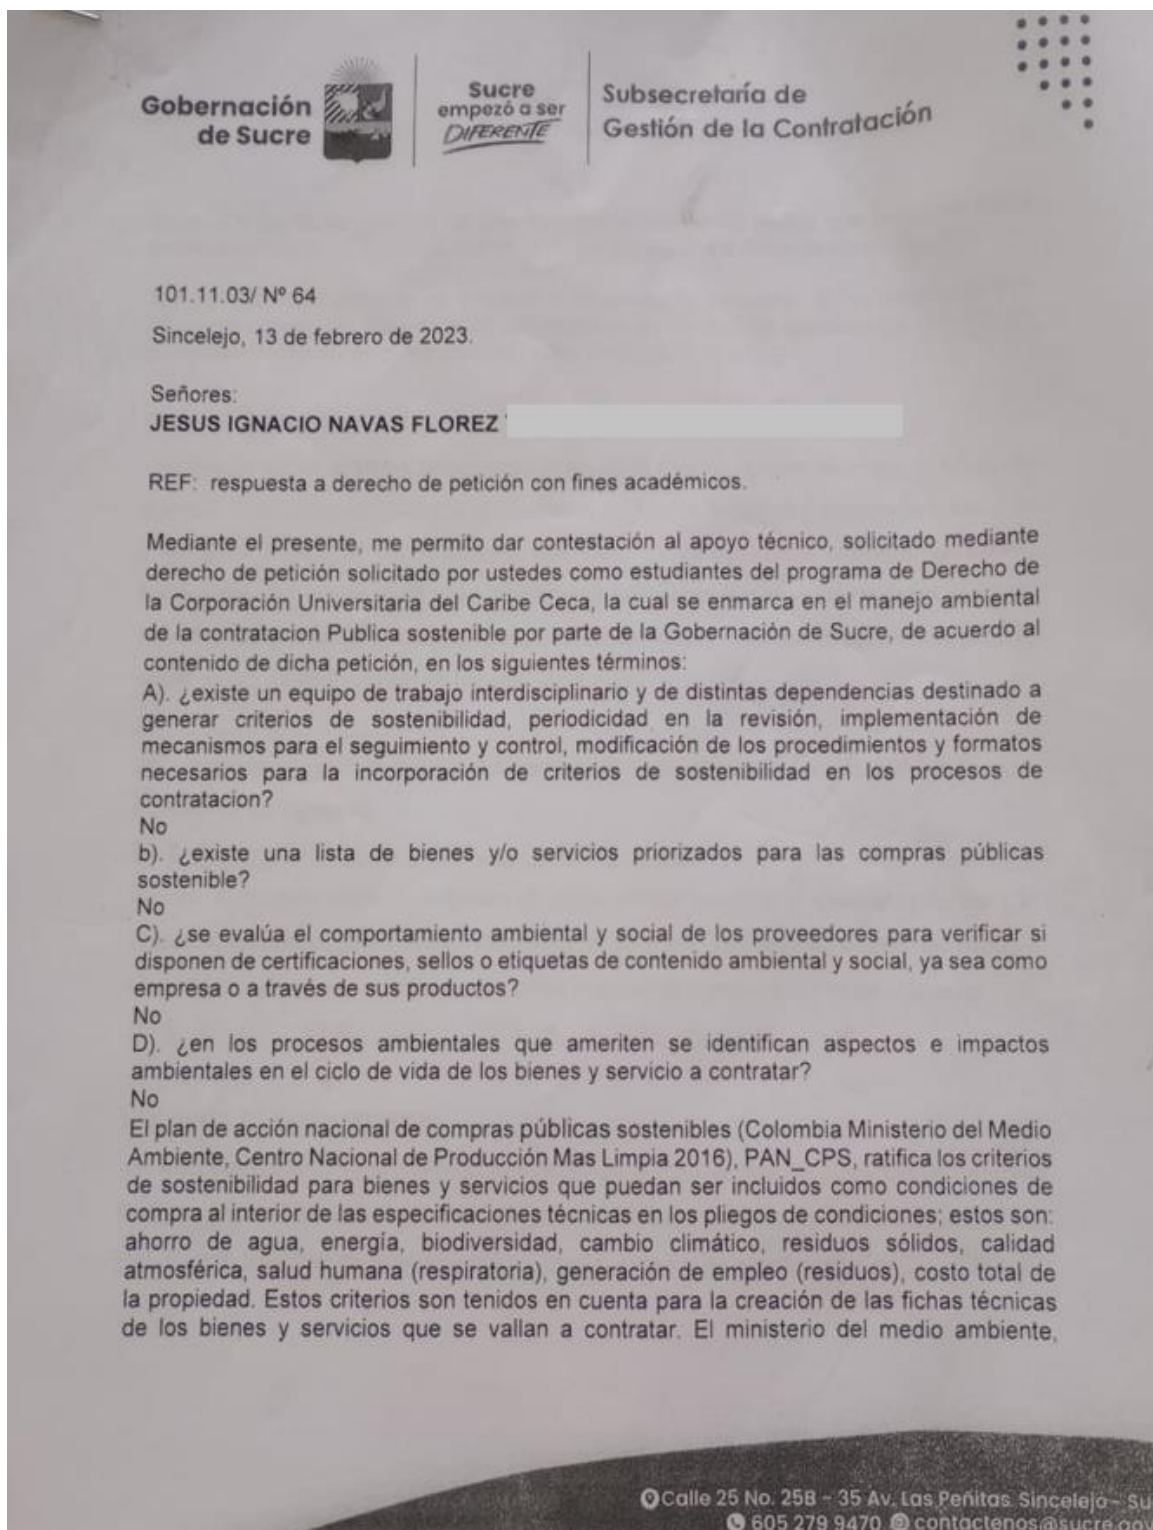 Gobernación
de Sucre
Sucre
empezó a ser
DIFERENTE
Subsecretaría de
Gestión de la Contratación
101.11.03/ Nº 64
Sincelejo, 13 de febrero de 2023.
Señores:
JESUS IGNACIO NAVAS FLOREZ
REF: respuesta a derecho de petición con fines académicos.
Mediante el presente, me permito dar contestación al apoyo técnico, solicitado mediante
derecho de petición solicitado por ustedes como estudiantes del programa de Derecho de
la Corporación Universitaria del Caribe Ceca, la cual se enmarca en el manejo ambiental
de la contratacion Publica sostenible por parte de la Gobernación de Sucre, de acuerdo al
contenido de dicha petición, en los siguientes términos:
A). ¿existe un equipo de trabajo interdisciplinario y de distintas dependencias destinado a
generar criterios de sostenibilidad, periodicidad en la revisión, implementación de
mecanismos para el seguimiento y control, modificación de los procedimientos y formatos
necesarios para la incorporación de criterios de sostenibilidad en los procesos de
contratacion?
No
b). ¿existe una lista de bienes y/o servicios priorizados para las compras públicas
sostenible?
No
C). ¿se evalúa el comportamiento ambiental y social de los proveedores para verificar si
disponen de certificaciones, sellos o etiquetas de contenido ambiental y social, ya sea como
empresa o a través de sus productos?
No
D). ¿en los procesos ambientales que ameriten se identifican aspectos e impactos
ambientales en el ciclo de vida de los bienes y servicio a contratar?
No
El plan de acción nacional de compras públicas sostenibles (Colombia Ministerio del Medio
Ambiente, Centro Nacional de Producción Mas Limpia 2016), PAN_CPS, ratifica los criterios
de sostenibilidad para bienes y servicios que puedan ser incluidos como condiciones de
compra al interior de las especificaciones técnicas en los pliegos de condiciones; estos son:
ahorro de agua, energía, biodiversidad, cambio climático, residuos sólidos, calidad
atmosférica, salud humana (respiratoria), generación de empleo (residuos), costo total de
la propiedad. Estos criterios son tenidos en cuenta para la creación de las fichas técnicas
de los bienes y servicios que se vallan a contratar. El ministerio del medio ambiente,
Calle 25 No. 25B - 35 Av. Las Peñitas Sincelejo - Su
605 279 9470 contactenos@sucre.gov